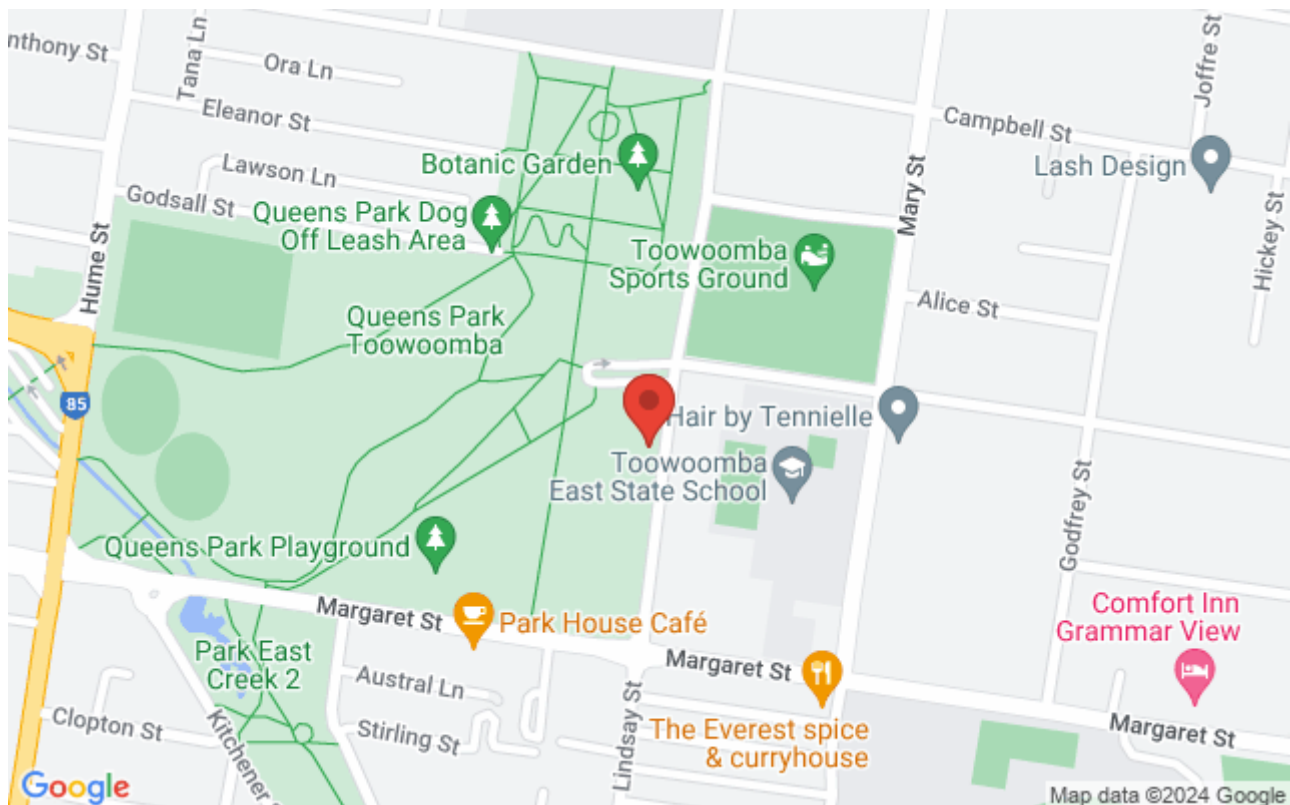 nthony St
Tana Ln
Ora Ln
Eleanor St
Lawson Ln
Godsall St
Hume St
Botanic Garden
Queens Park Dog
Off Leash Area
Queens Park
Toowoomba
Toowoomba
Sports Ground
Campbell St
Joffre St
Lash Design
Mary St
Hickey St
Alice St
85
Hair by Tennielle
Toowoomba
East State School
Godfrey St
Queens Park Playground
Margaret St
Park House Café
Park East
Creek 2
Austral Ln
Stirling St
Clopton St
Kitchener
Lindsay St
Margaret St
The Everest spice
& curryhouse
Comfort Inn
Grammar View
Margaret St
Google
Map data ©2024 Google